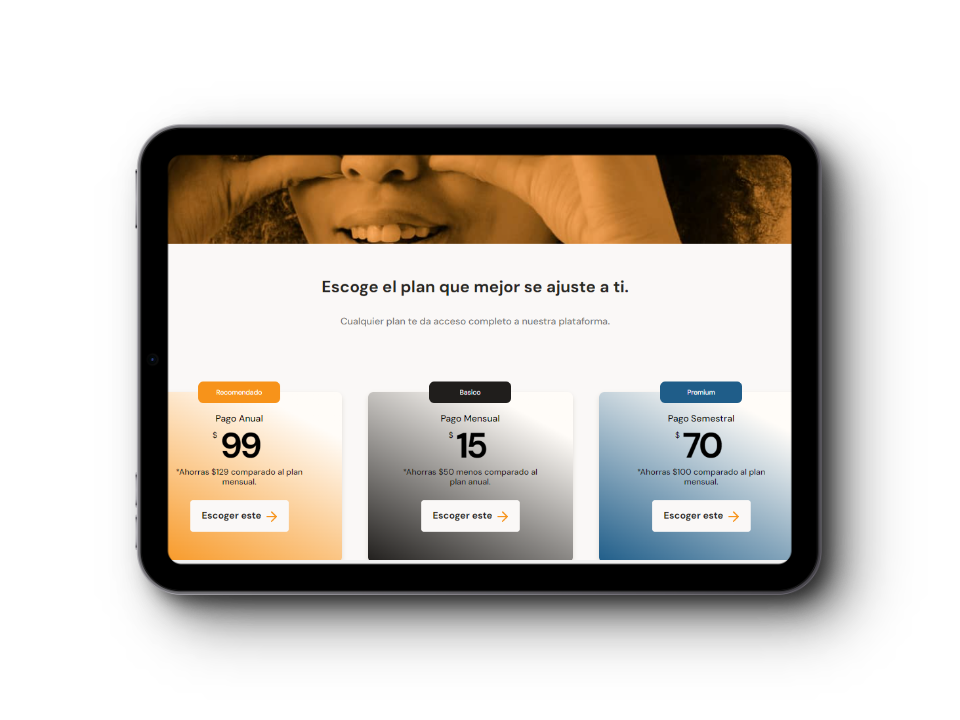 Escoge el plan que mejor se ajuste a ti.
Cualquier plan te da acceso completo a nuestra plataforma.
Recomendado
Pago Anual
$ 99
*Ahorras $129 comparado al plan
mensual.
Escoger este →
Basico
Pago Mensual
$ 15
*Ahorras $50 menos comparado al
plan anual.
Escoger este →
Premium
Pago Semestral
$ 70
*Ahorras $100 comparado al plan
mensual.
Escoger este →